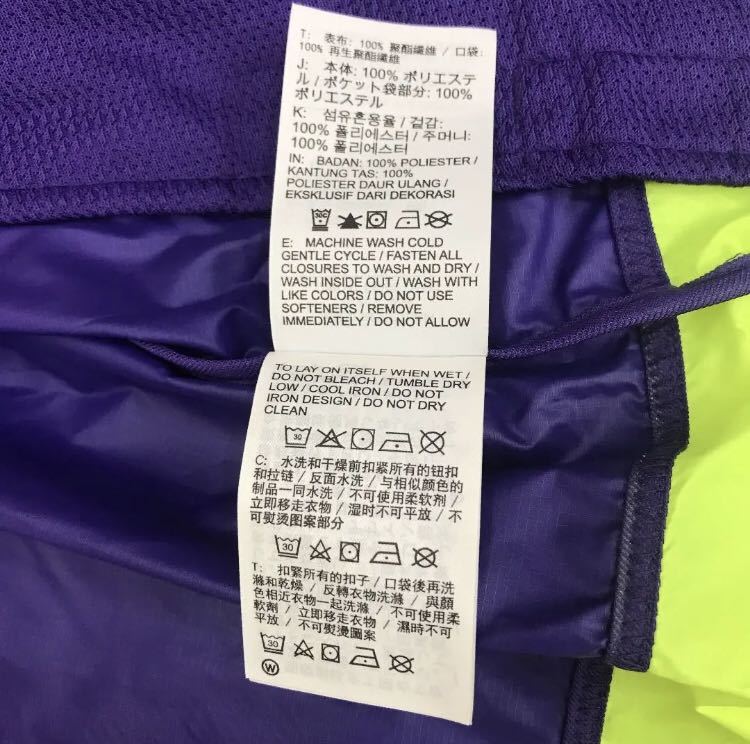 T: 表布: 100% 聚酯纖維 / 口袋:
100% 再生聚酯纖維
J: 本体: 100% ポリエステ
ル / ポケット袋部分: 100%
ポリエステル
K: 섬유혼용율 / 겉감:
100% 폴리에스터 / 주머니:
100% 폴리에스터
IN: BADAN: 100% POLIESTER /
KANTUNG TAS: 100%
POLIESTER DAUR ULANG /
EKSKLUSIF DARI DEKORASI
30C
E: MACHINE WASH COLD
GENTLE CYCLE / FASTEN ALL
CLOSURES TO WASH AND DRY /
WASH INSIDE OUT / WASH WITH
LIKE COLORS / DO NOT USE
SOFTENERS / REMOVE
IMMEDIATELY / DO NOT ALLOW
TO LAY ON ITSELF WHEN WET /
DO NOT BLEACH / TUMBLE DRY
LOW / COOL IRON / DO NOT
IRON DESIGN / DO NOT DRY
CLEAN
30
C: 水洗和干燥前扣紧所有的钮扣
和拉链 / 反面水洗 / 与相似颜色的
制品一同水洗 / 不可使用柔软剂 /
立即移走衣物 / 湿时不可平放 / 不
可熨烫图案部分
30
T: 扣緊所有的扣子 / 口袋後再洗
滌和乾燥 / 反轉衣物洗滌 / 與顏
色相近衣物一起洗滌 / 不可使用柔
軟劑 / 立即移走衣物 / 濕時不可
平放 / 不可熨燙圖案
30
W